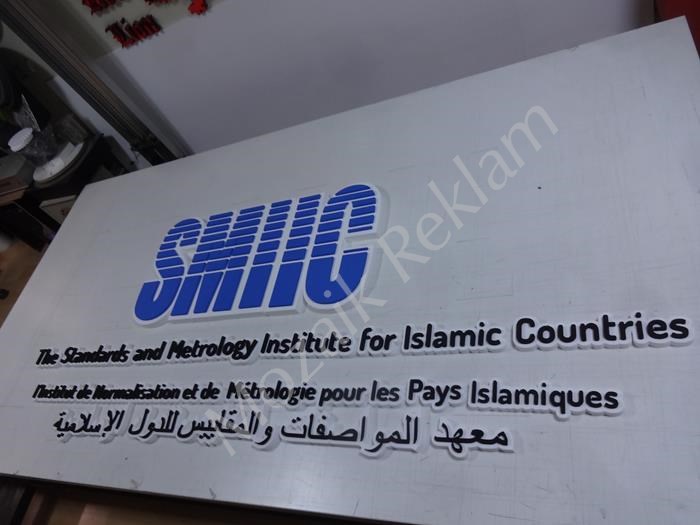 SMIIC
The Standards and Metrology Institute for Islamic Countries
l'Institut de Normalisation et de Métrologie pour les Pays Islamiques
معهد المواصفات والمقاييس للدول الإسلامية
Mozaik Reklam